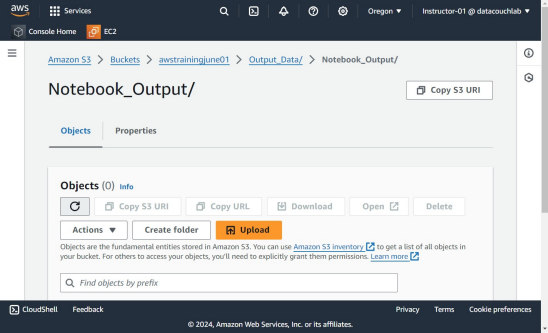 aws Services Oregon ▼ Instructor-01 @ datacouchlab ▼
Console Home EC2
Amazon S3 > Buckets > awstrainingjune01 > Output_Data/ > Notebook_Output/
Notebook_Output/
Copy S3 URI
Objects Properties
Objects (0) Info
Copy S3 URI Copy URL Download Open Delete
Actions ▼ Create folder Upload
Objects are the fundamental entities stored in Amazon S3. You can use Amazon S3 inventory to get a list of all objects in
your bucket. For others to access your objects, you'll need to explicitly grant them permissions. Learn more
Find objects by prefix
CloudShell Feedback Privacy Terms Cookie preferences
© 2024, Amazon Web Services, Inc. or its affiliates.